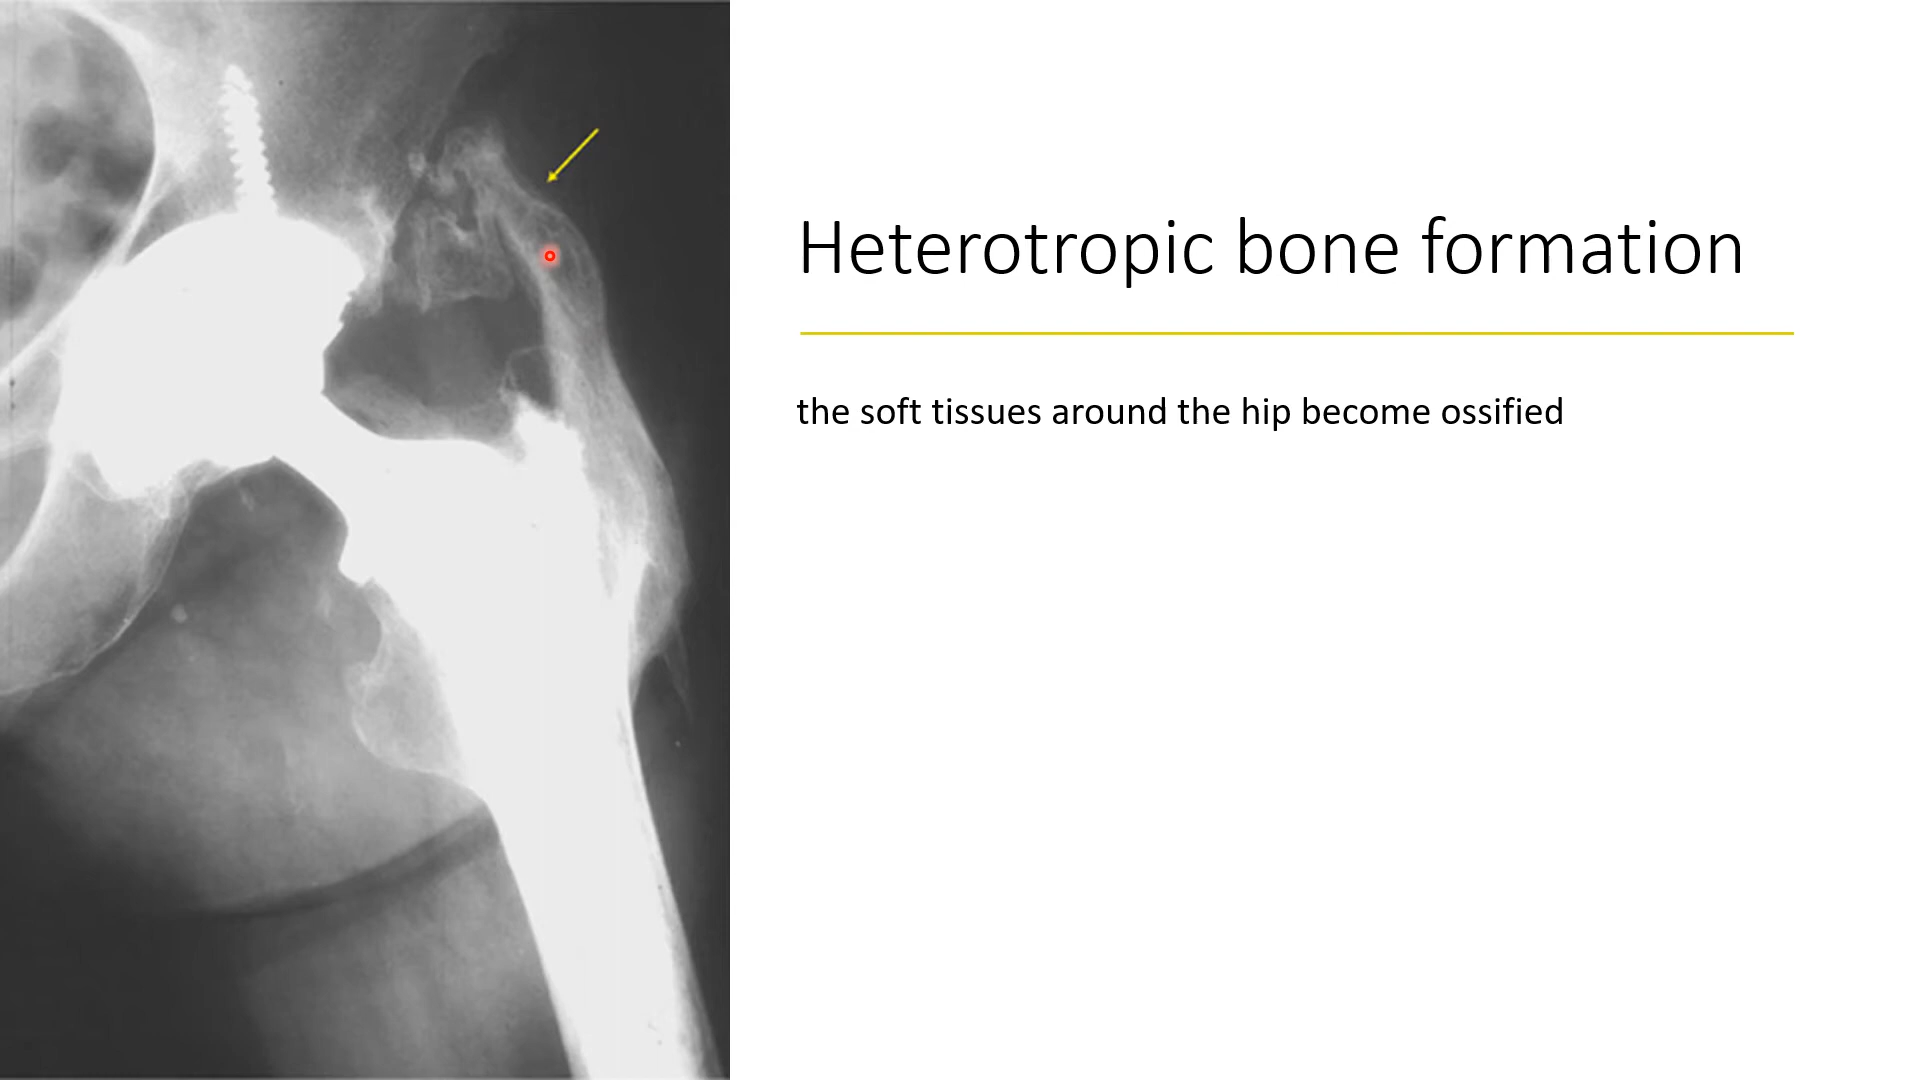 Heterotropic bone formation
the soft tissues around the hip become ossified